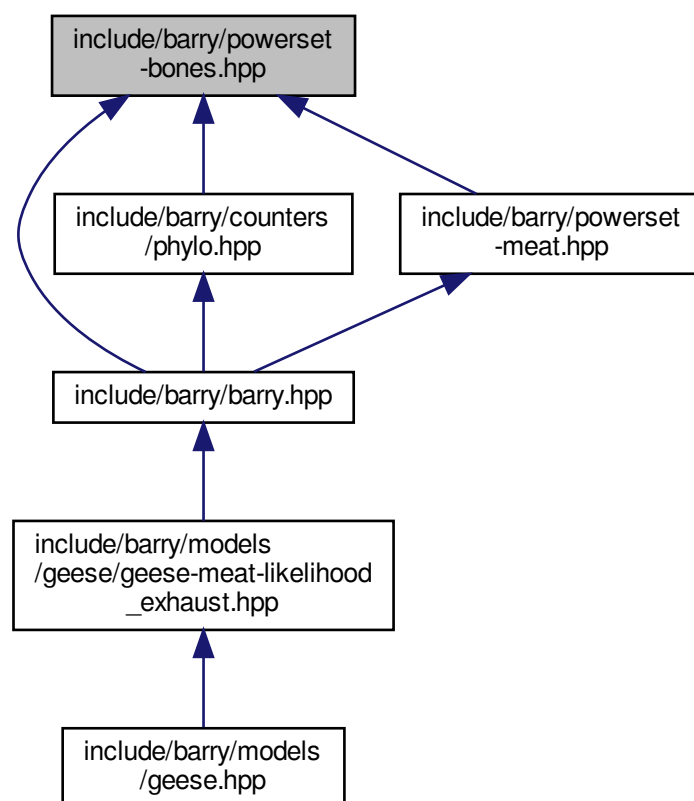 include/barry/powerset
-bones.hpp
include/barry/counters
/phylo.hpp
include/barry/powerset
-meat.hpp
include/barry/barry.hpp
include/barry/models
/geese/geese-meat-likelihood
_exhaust.hpp
include/barry/models
/geese.hpp